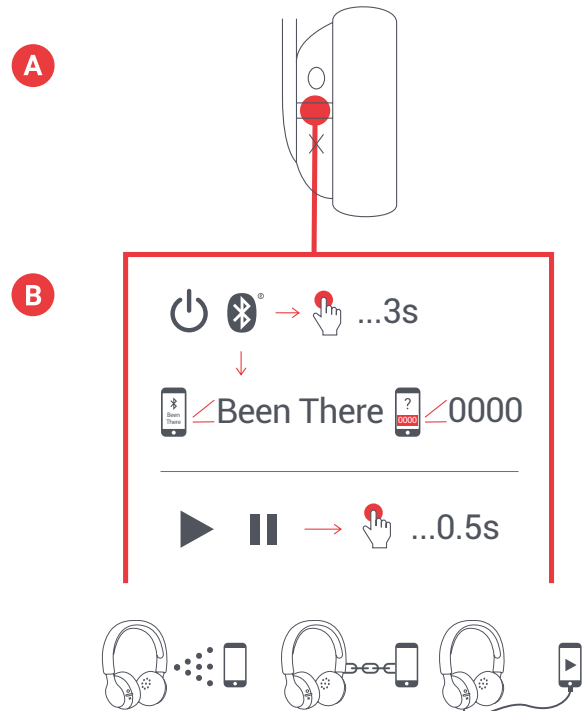 A
B
® ...3s
Been There
Been There 0000
?
0000
...0.5s